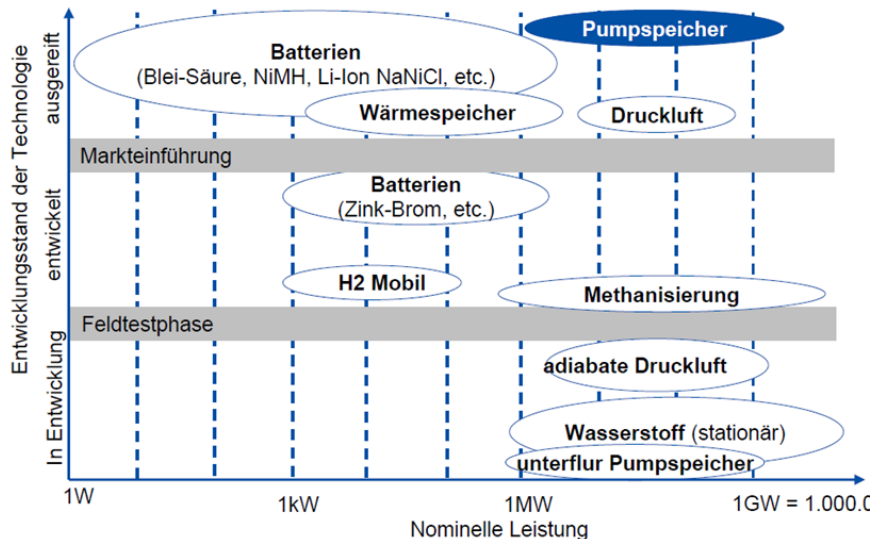 Entwicklungsstand der Technologie
ausgereift
entwickelt
In Entwicklung
Pumpspeicher
Batterien
(Blei-Säure, NiMH, Li-Ion NaNiCl, etc.)
Wärmespeicher
Druckluft
Markteinführung
Batterien
(Zink-Brom, etc.)
H2 Mobil
Methanisierung
Feldtestphase
adiabate Druckluft
Wasserstoff (stationär)
unterflur Pumpspeicher
1W
1kW
1MW
1GW = 1.000.0
Nominelle Leistung